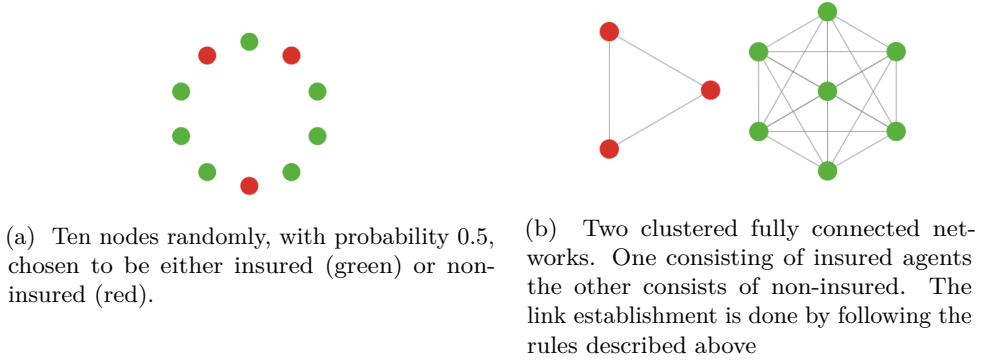 (a) Ten nodes randomly, with probability 0.5,
chosen to be either insured (green) or non-
insured (red).
(b) Two clustered fully connected net-
works. One consisting of insured agents
the other consists of non-insured. The
link establishment is done by following the
rules described above